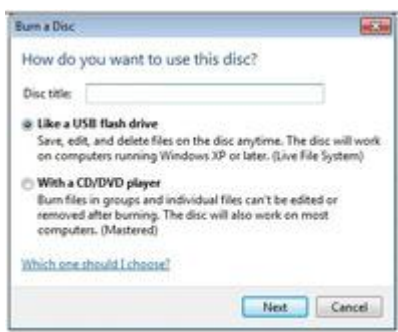 Burn a Disc
How do you want to use this disc?
Disc title:
Like a USB flash drive
Save, edit, and delete files on the disc anytime. The disc will work
on computers running Windows XP or later. (Live File System)
With a CD/DVD player
Burn files in groups and individual files can't be edited or
removed after burning. The disc will also work on most
computers. (Mastered)
Which one should I choose?
Next Cancel